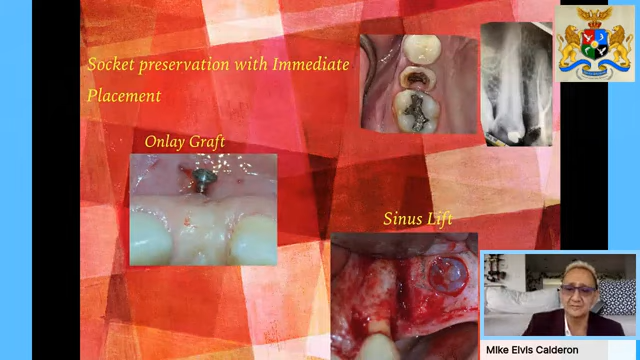 Socket preservation with Immediate
Placement
Onlay Graft
Sinus Lift
Mike Elvis Calderon